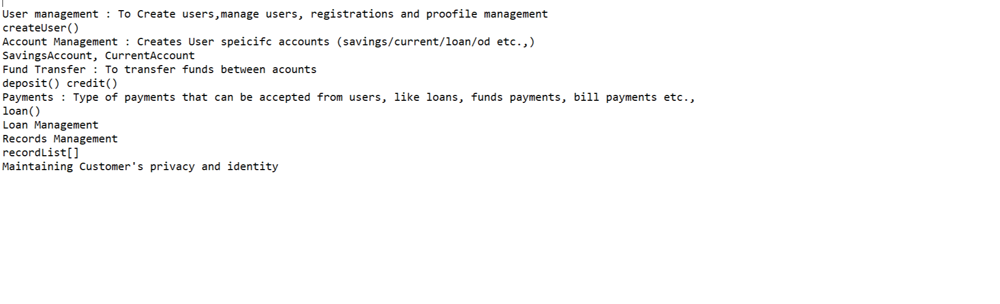 User management : To Create users,manage users, registrations and proofile management
createUser()
Account Management : Creates User speicifc accounts (savings/current/loan/od etc.,)
SavingsAccount, CurrentAccount
Fund Transfer : To transfer funds between acounts
deposit() credit()
Payments : Type of payments that can be accepted from users, like loans, funds payments, bill payments etc.,
loan()
Loan Management
Records Management
recordList[]
Maintaining Customer's privacy and identity